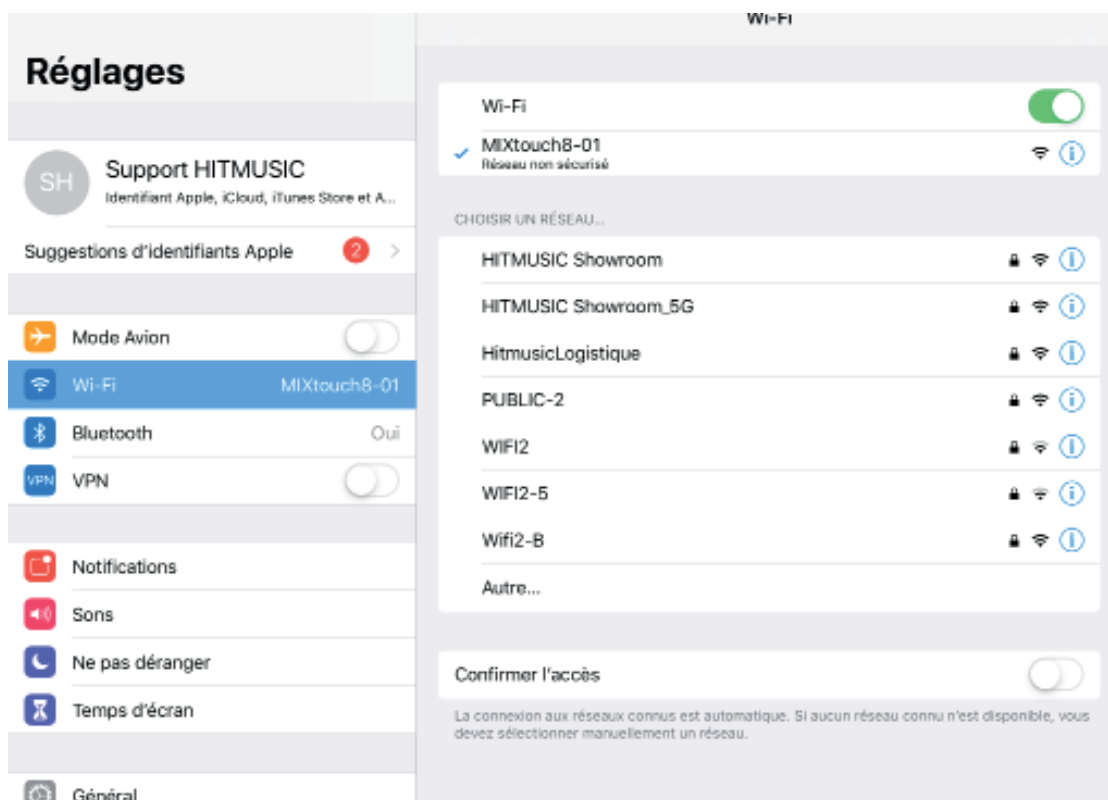 Wi-Fi
Réglages
Wi-Fi
MIXtouch8-01
Réseau non sécurisé
SH
Support HITMUSIC
Identifiant Apple, iCloud, iTunes Store et A...
Suggestions d'identifiants Apple 2
CHOISIR UN RÉSEAU...
HITMUSIC Showroom
HITMUSIC Showroom_5G
HitmusicLogistique
PUBLIC-2
WIFI2
WIFI2-5
Wifi2-B
Autre...
Mode Avion
Wi-Fi MIXtouch8-01
Bluetooth Oui
VPN VPN
Notifications
Sons
Ne pas déranger
Temps d'écran
Général
Confirmer l'accès
La connexion aux réseaux connus est automatique. Si aucun réseau connu n'est disponible, vous
devez sélectionner manuellement un réseau.